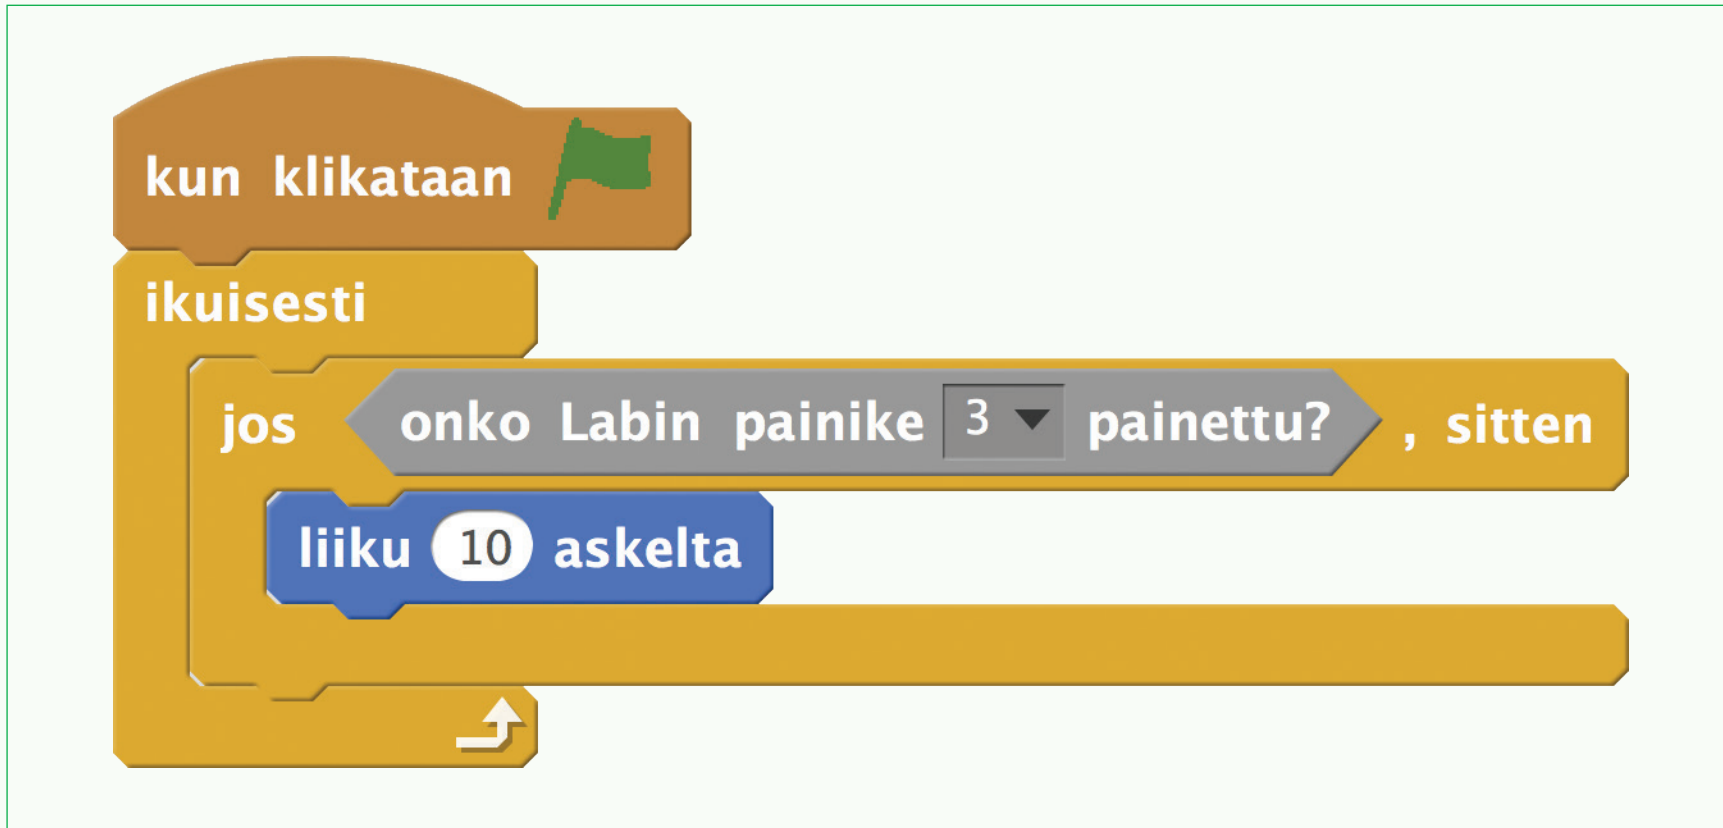 kun klikataan
ikuisesti
jos onko Labin painike 3 painettu? , sitten
liiku 10 askelta